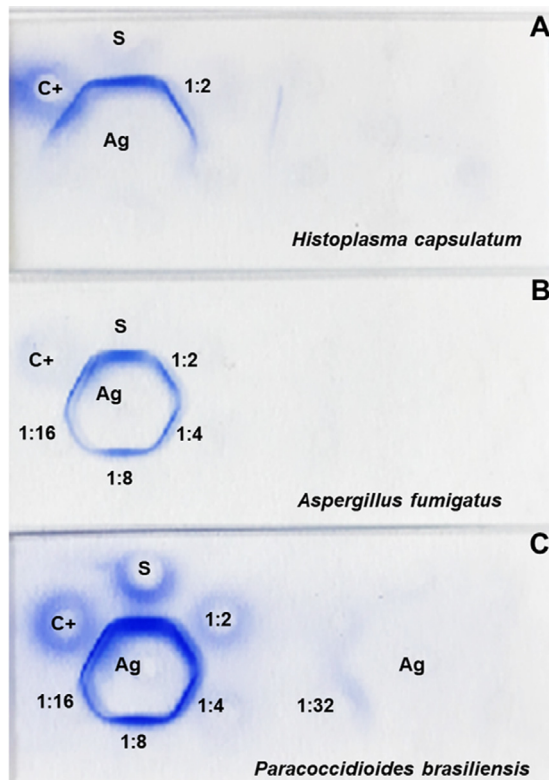 A
S
C+
1:2
Ag
Histoplasma capsulatum
B
S
C+
1:2
Ag
1:16
1:4
1:8
Aspergillus fumigatus
C
S
C+
1:2
Ag
Ag
1:16
1:4
1:32
1:8
Paracoccidioides brasiliensis